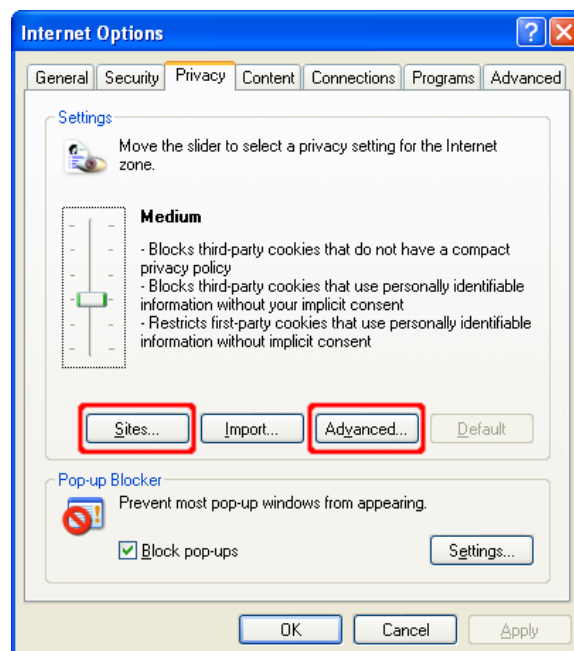 Internet Options
General Security Privacy Content Connections Programs Advanced
Settings
Move the slider to select a privacy setting for the Internet
zone.
Medium
- Blocks third-party cookies that do not have a compact
privacy policy
- Blocks third-party cookies that use personally identifiable
information without your implicit consent
- Restricts first-party cookies that use personally identifiable
information without implicit consent
Sites... Import... Advanced... Default
Pop-up Blocker
Prevent most pop-up windows from appearing.
Block pop-ups Settings...
OK Cancel Apply